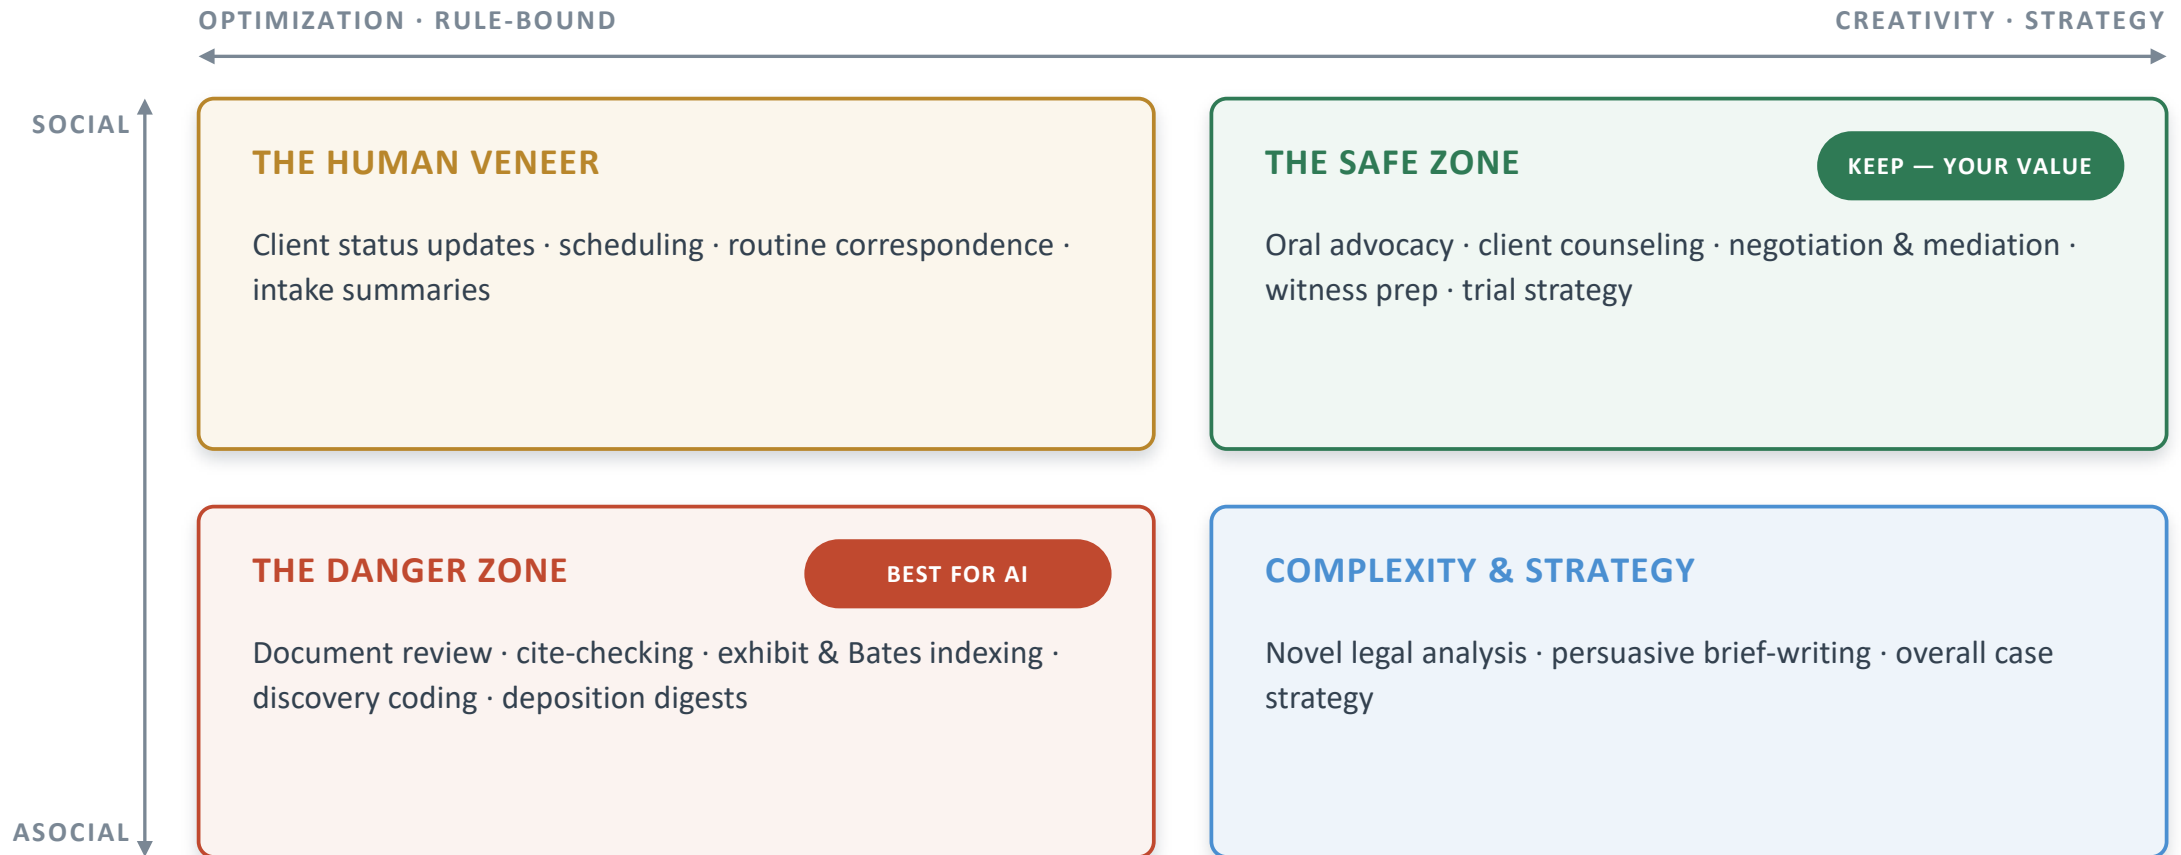 OPTIMIZATION · RULE-BOUND
CREATIVITY · STRATEGY
SOCIAL
THE HUMAN VENEER
Client status updates · scheduling · routine correspondence ·
intake summaries
THE SAFE ZONE
KEEP — YOUR VALUE
Oral advocacy · client counseling · negotiation & mediation ·
witness prep · trial strategy
THE DANGER ZONE
BEST FOR AI
Document review · cite-checking · exhibit & Bates indexing ·
discovery coding · deposition digests
COMPLEXITY & STRATEGY
Novel legal analysis · persuasive brief-writing · overall case
strategy
ASOCIAL